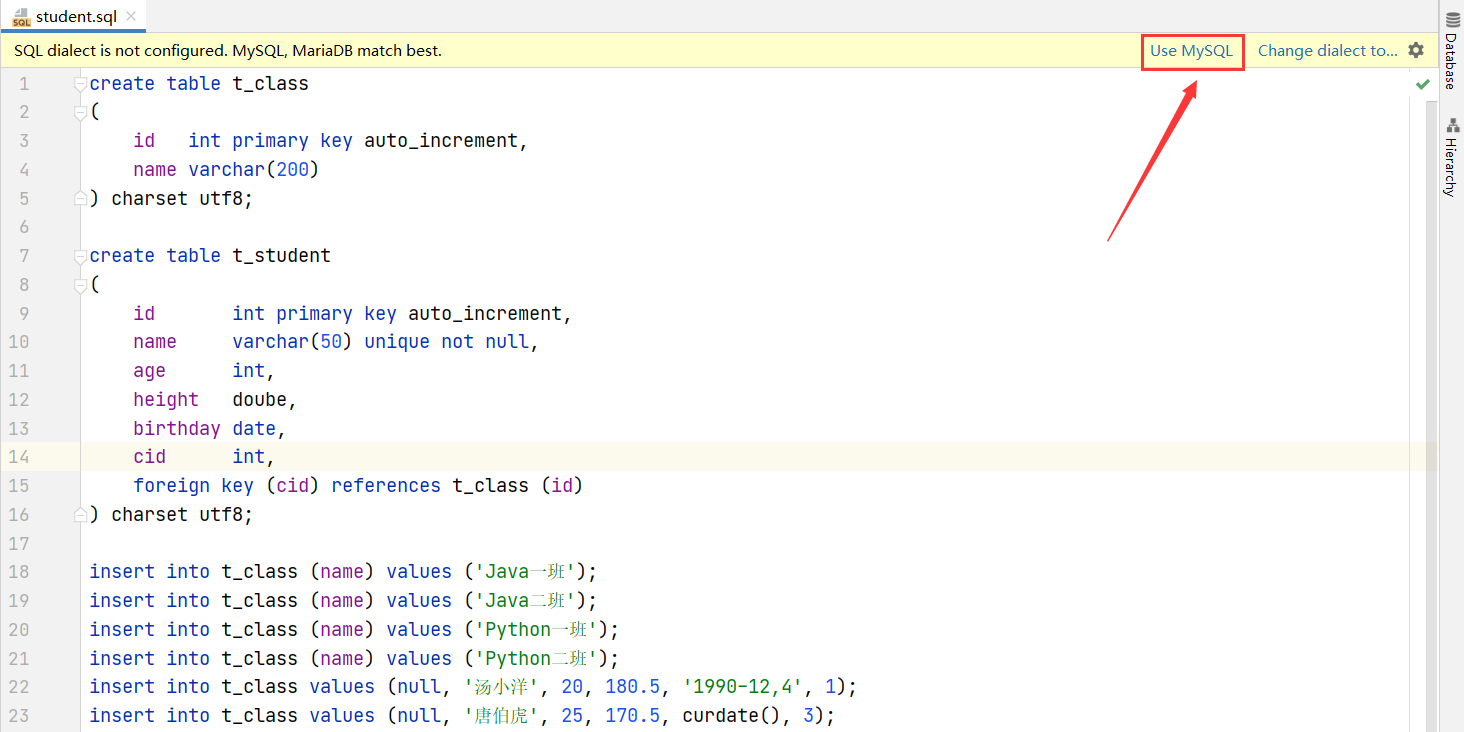 student.sql
SQL dialect is not configured. MySQL, MariaDB match best. Use MySQL Change dialect to...
1 create table t_class
2 (
3 id int primary key auto_increment,
4 name varchar(200)
5 ) charset utf8;
6
7 create table t_student
8 (
9 id int primary key auto_increment,
10 name varchar(50) unique not null,
11 age int,
12 height doube,
13 birthday date,
14 cid int,
15 foreign key (cid) references t_class (id)
16 ) charset utf8;
17
18 insert into t_class (name) values ('Java一班');
19 insert into t_class (name) values ('Java二班');
20 insert into t_class (name) values ('Python一班');
21 insert into t_class (name) values ('Python二班');
22 insert into t_class values (null, '汤小洋', 20, 180.5, '1990-12,4', 1);
23 insert into t_class values (null, '唐伯虎', 25, 170.5, curdate(), 3);
Database
Hierarchy